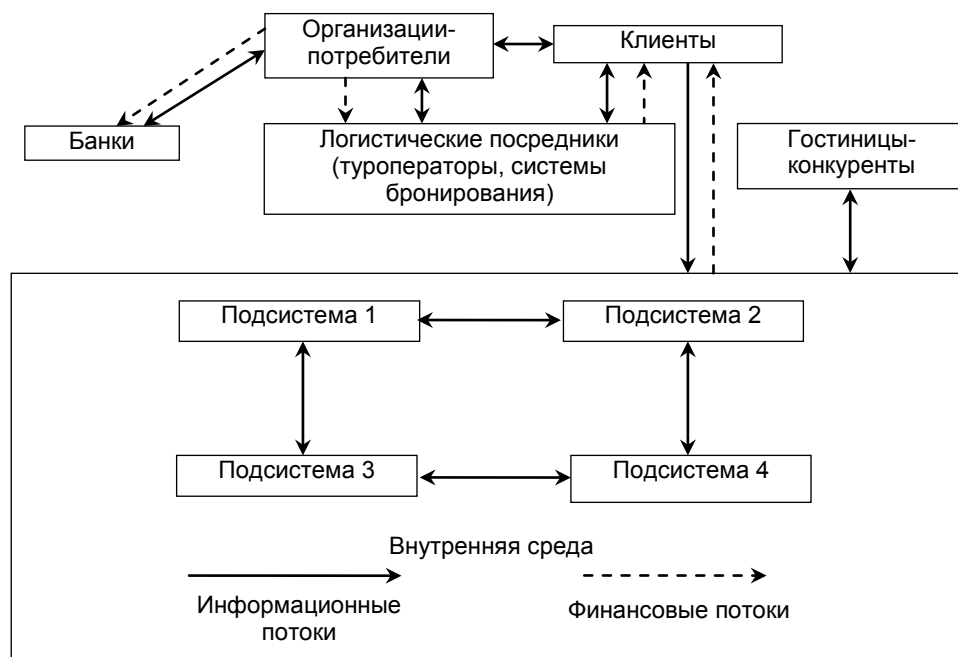 Организации-
потребители
Клиенты
Банки
Логистические посредники
(туроператоры, системы
бронирования)
Гостиницы-
конкуренты
Подсистема 1
Подсистема 2
Подсистема 3
Подсистема 4
Внутренняя среда
Информационные
потоки
Финансовые потоки